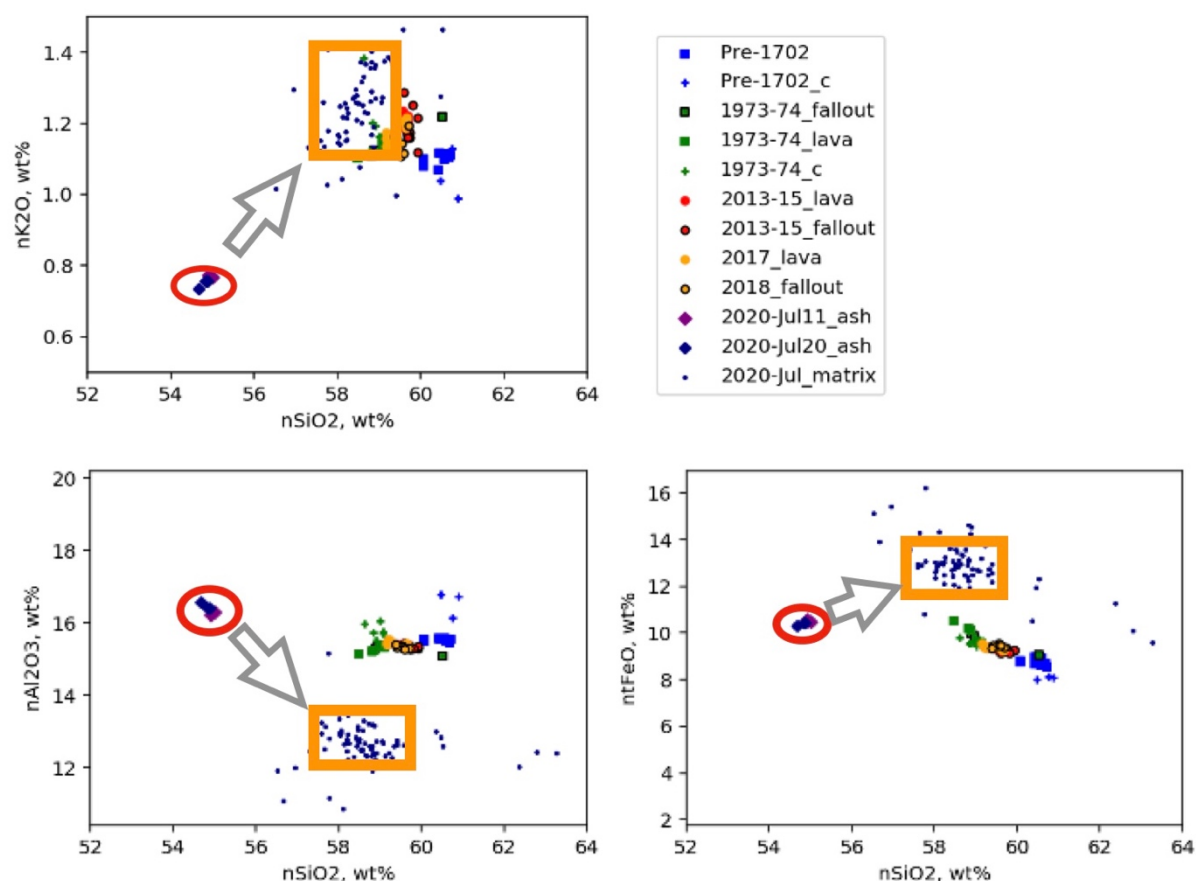 1.4
1.2
1.0
0.8
0.6
nK2O, wt%
52 54 56 58 60 62 64
nSiO2, wt%
Pre-1702
Pre-1702_c
1973-74_fallout
1973-74_lava
1973-74_c
2013-15_lava
2013-15_fallout
2017_lava
2018_fallout
2020-Jul11_ash
2020-Jul20_ash
2020-Jul_matrix
20
18
16
14
12
nAl2O3, wt%
52 54 56 58 60 62 64
nSiO2, wt%
16
14
12
10
8
6
4
2
ntFeO, wt%
52 54 56 58 60 62 64
nSiO2, wt%